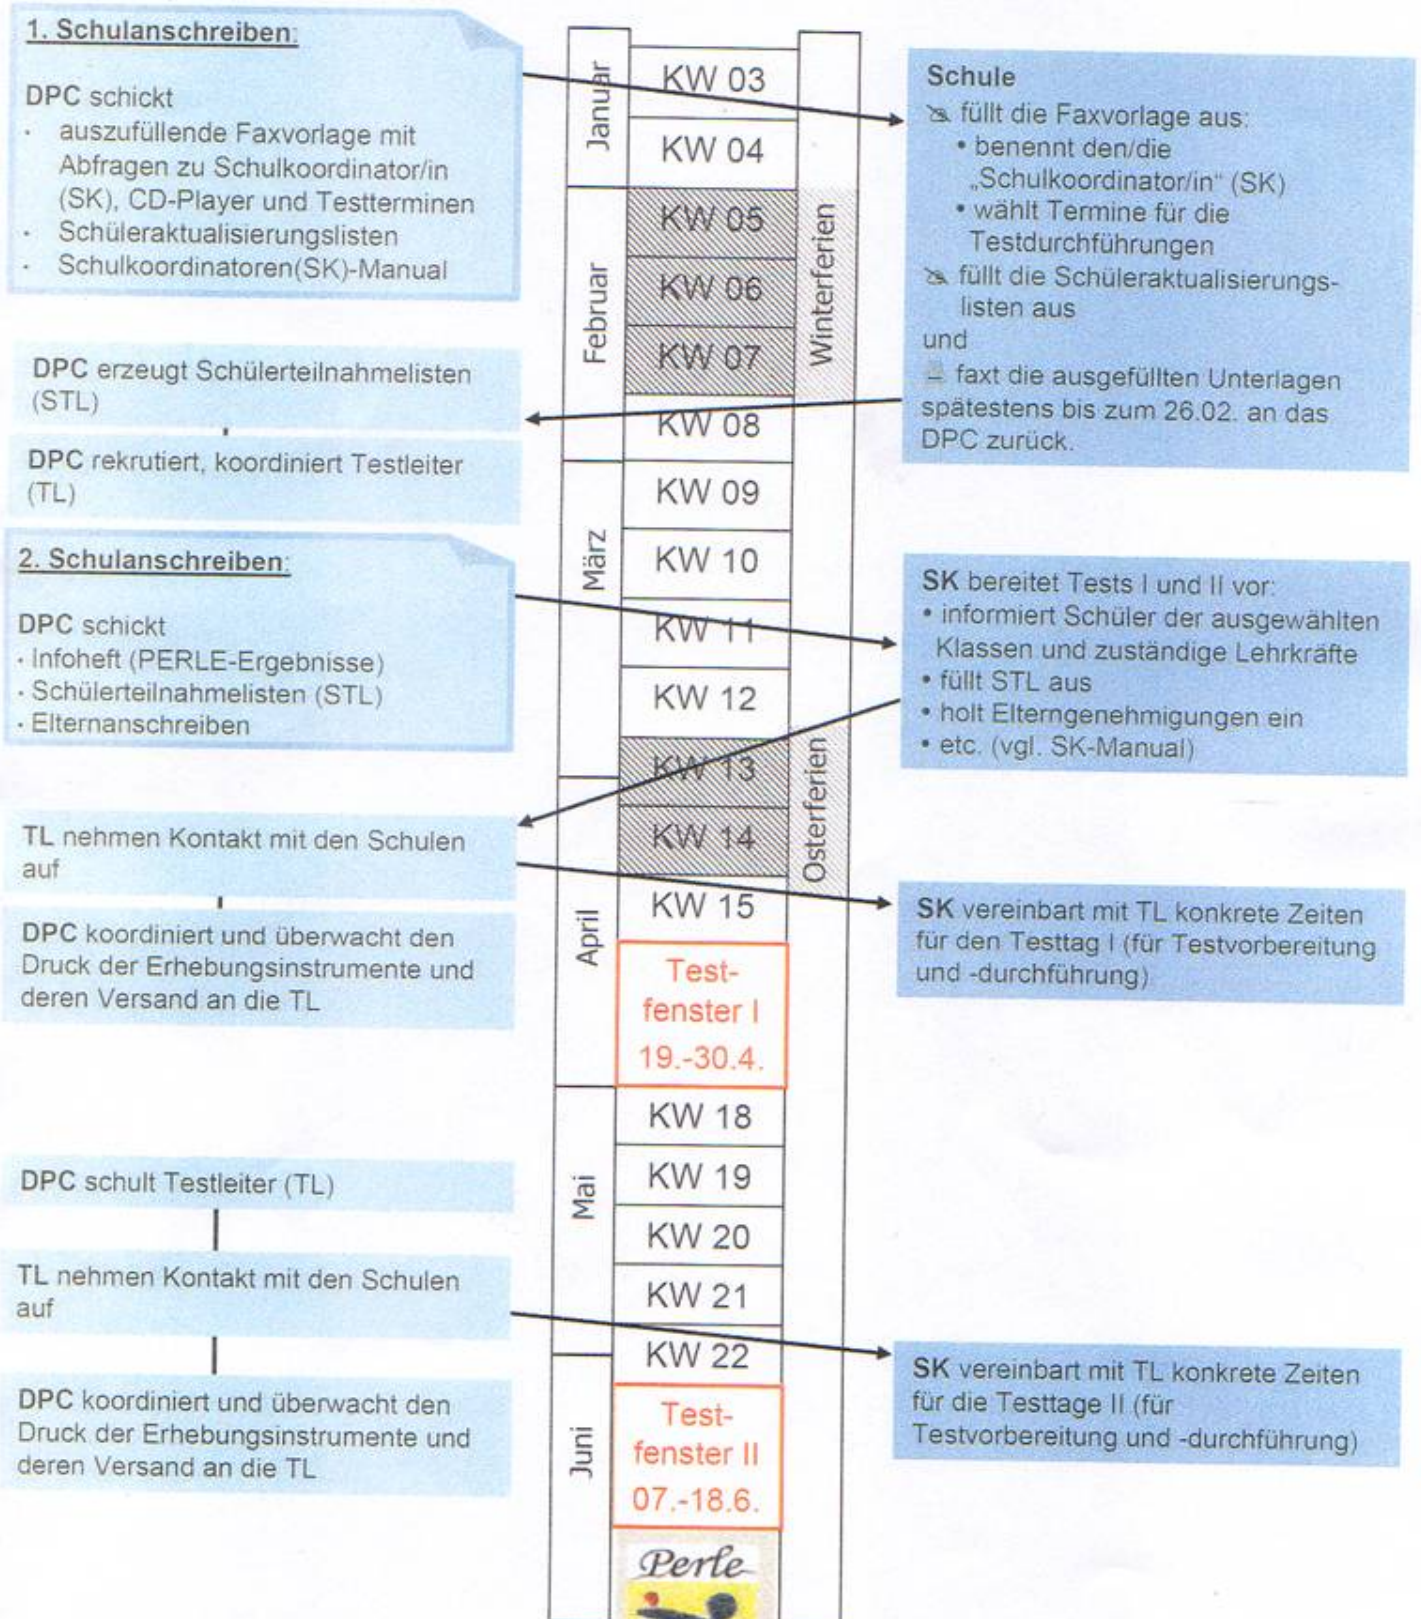 1. Schulanschreiben:
DPC schickt
· auszufüllende Faxvorlage mit
Abfragen zu Schulkoordinator/in
(SK), CD-Player und Testterminen
· Schüleraktualisierungslisten
· Schulkoordinatoren(SK)-Manual
DPC erzeugt Schülerteilnahmelisten
(STL)
DPC rekrutiert, koordiniert Testleiter
(TL)
2. Schulanschreiben:
DPC schickt
· Infoheft (PERLE-Ergebnisse)
· Schülerteilnahmelisten (STL)
· Elternanschreiben
TL nehmen Kontakt mit den Schulen
auf
DPC koordiniert und überwacht den
Druck der Erhebungsinstrumente und
deren Versand an die TL
DPC schult Testleiter (TL)
TL nehmen Kontakt mit den Schulen
auf
DPC koordiniert und überwacht den
Druck der Erhebungsinstrumente und
deren Versand an die TL
Januar
Februar
März
April
Mai
Juni
KW 03
KW 04
KW 05
KW 06
KW 07
KW 08
KW 09
KW 10
KW 11
KW 12
KW 13
KW 14
KW 15
Test-
fenster I
19.-30.4.
KW 18
KW 19
KW 20
KW 21
KW 22
Test-
fenster II
07.-18.6.
Perle
Winterferien
Osterferien
Schule
füllt die Faxvorlage aus:
• benennt den/die
„Schulkoordinator/in“ (SK)
• wählt Termine für die
Testdurchführungen
füllt die Schüleraktualisierungs-
listen aus
und
faxt die ausgefüllten Unterlagen
spätestens bis zum 26.02. an das
DPC zurück.
SK bereitet Tests I und II vor:
• informiert Schüler der ausgewählten
Klassen und zuständige Lehrkräfte
• füllt STL aus
• holt Elterngenehmigungen ein
• etc. (vgl. SK-Manual)
SK vereinbart mit TL konkrete Zeiten
für den Testtag I (für Testvorbereitung
und -durchführung)
SK vereinbart mit TL konkrete Zeiten
für die Testtage II (für
Testvorbereitung und -durchführung)